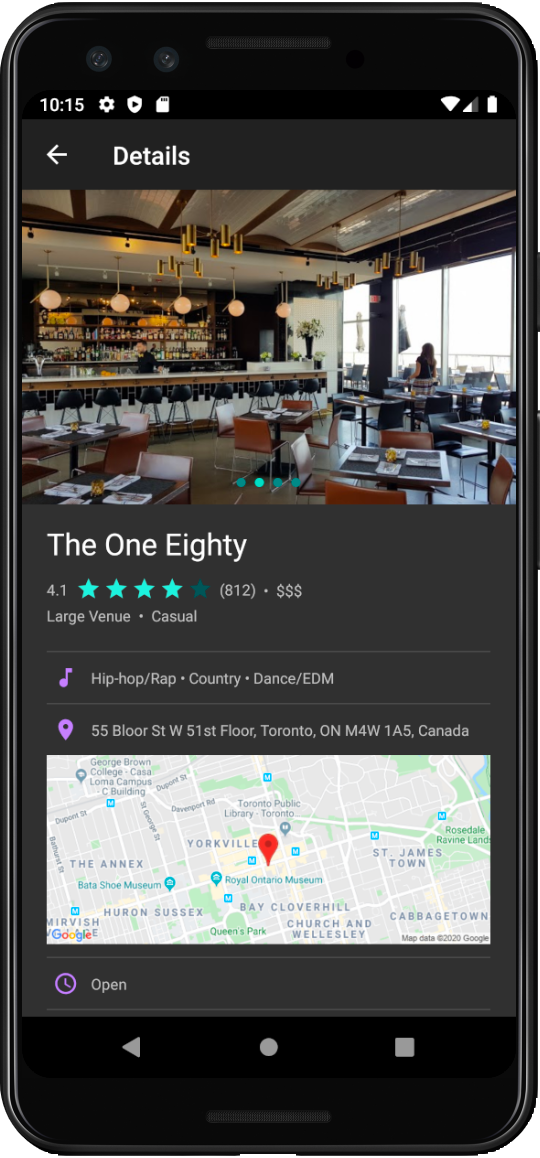 10:15
Details
The One Eighty
4.1 (812) • $$$
Large Venue • Casual
Hip-hop/Rap • Country • Dance/EDM
55 Bloor St W 51st Floor, Toronto, ON M4W 1A5, Canada
George Brown
College - Casa
Loma Campus
- C Building
Dupont St
Dupont St
Davenport Rd
St George St
Bathurst St
Toronto Public
Library - Toronto
YORKVILLE
Rosedale
Ravine Lands
THE ANNEX
ST. JAMES
TOWN
Bata Shoe Museum
Royal Ontario Museum
HURON SUSSEX
BAY CLOVERHILL
CABBAGETOWN
MIRVISH
CHURCH AND
WELLESLEY
Queen's Park
Google
Map data ©2020 Google
Open